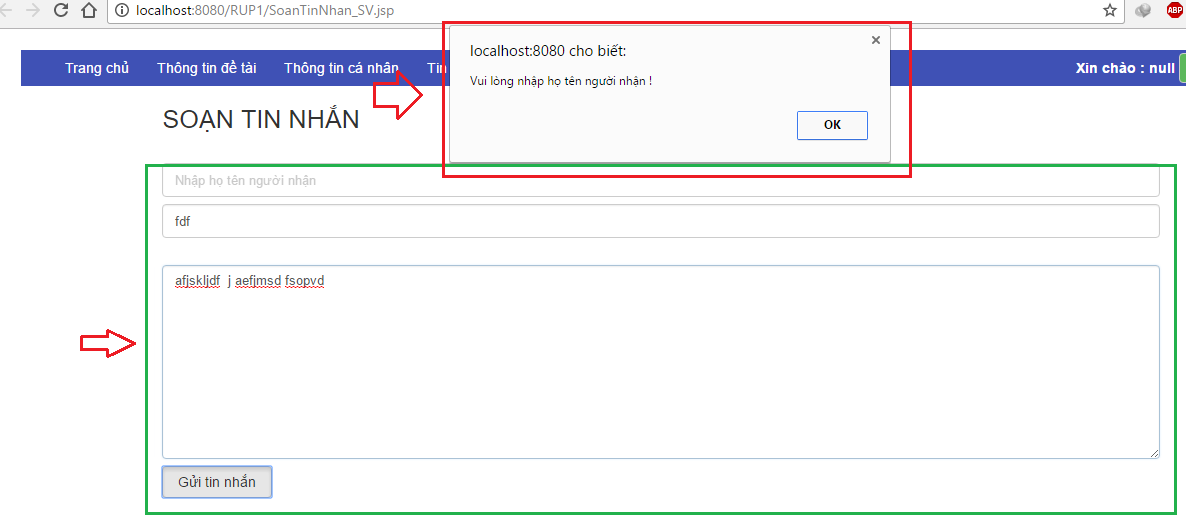 localhost:8080/RUP1/SoanTinNhan_SV.jsp
ABP
Trang chủ Thông tin đề tài Thông tin cá nhân Tin
Xin chào : null
localhost:8080 cho biết:
Vui lòng nhập họ tên người nhận !
OK
SOẠN TIN NHẮN
Nhập họ tên người nhận
fdf
afjskljdf j aefjmsd fsopvd
Gửi tin nhắn